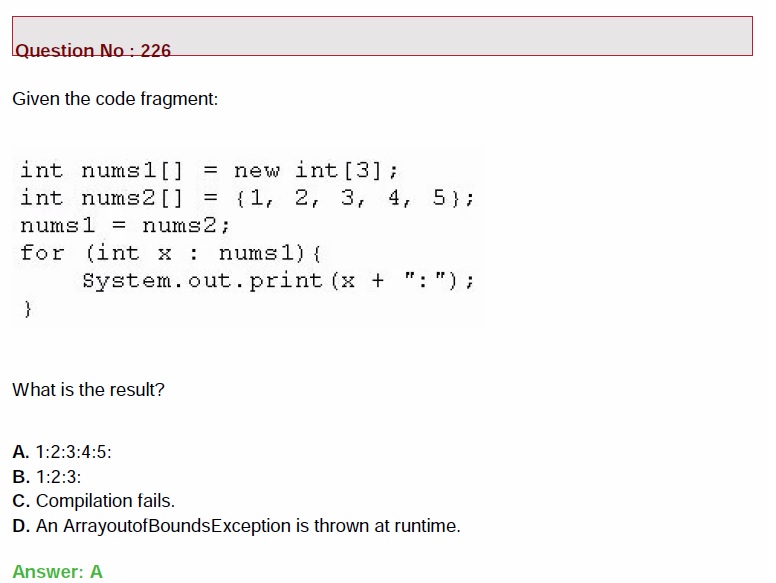 Question No : 226
Given the code fragment:
int nums1[] = new int[3];
int nums2[] = {1, 2, 3, 4, 5};
nums1 = nums2;
for (int x : nums1){
System.out.print(x + ":");
}
What is the result?
A. 1:2:3:4:5:
B. 1:2:3:
C. Compilation fails.
D. An ArrayoutofBoundsException is thrown at runtime.
Answer: A